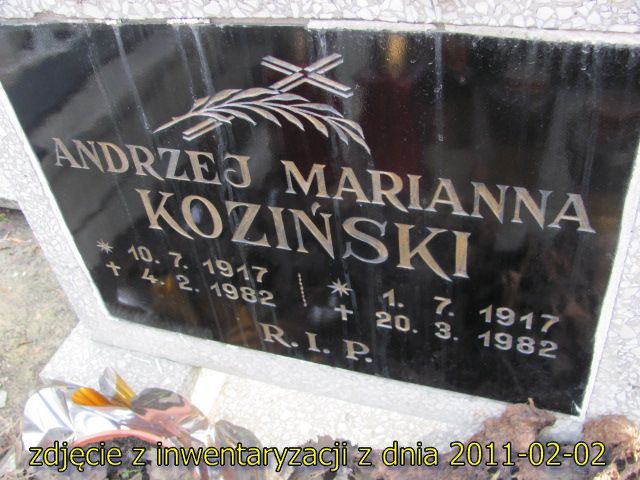 ANDRZEJ MARIANNA
KOZIŃSKI
* 10. 7. 1917
+ 4. 2. 1982
* 1. 7. 1917
+ 20. 3. 1982
R. I. P.
zdjęcie z inwentaryzacji z dnia 2011-02-02